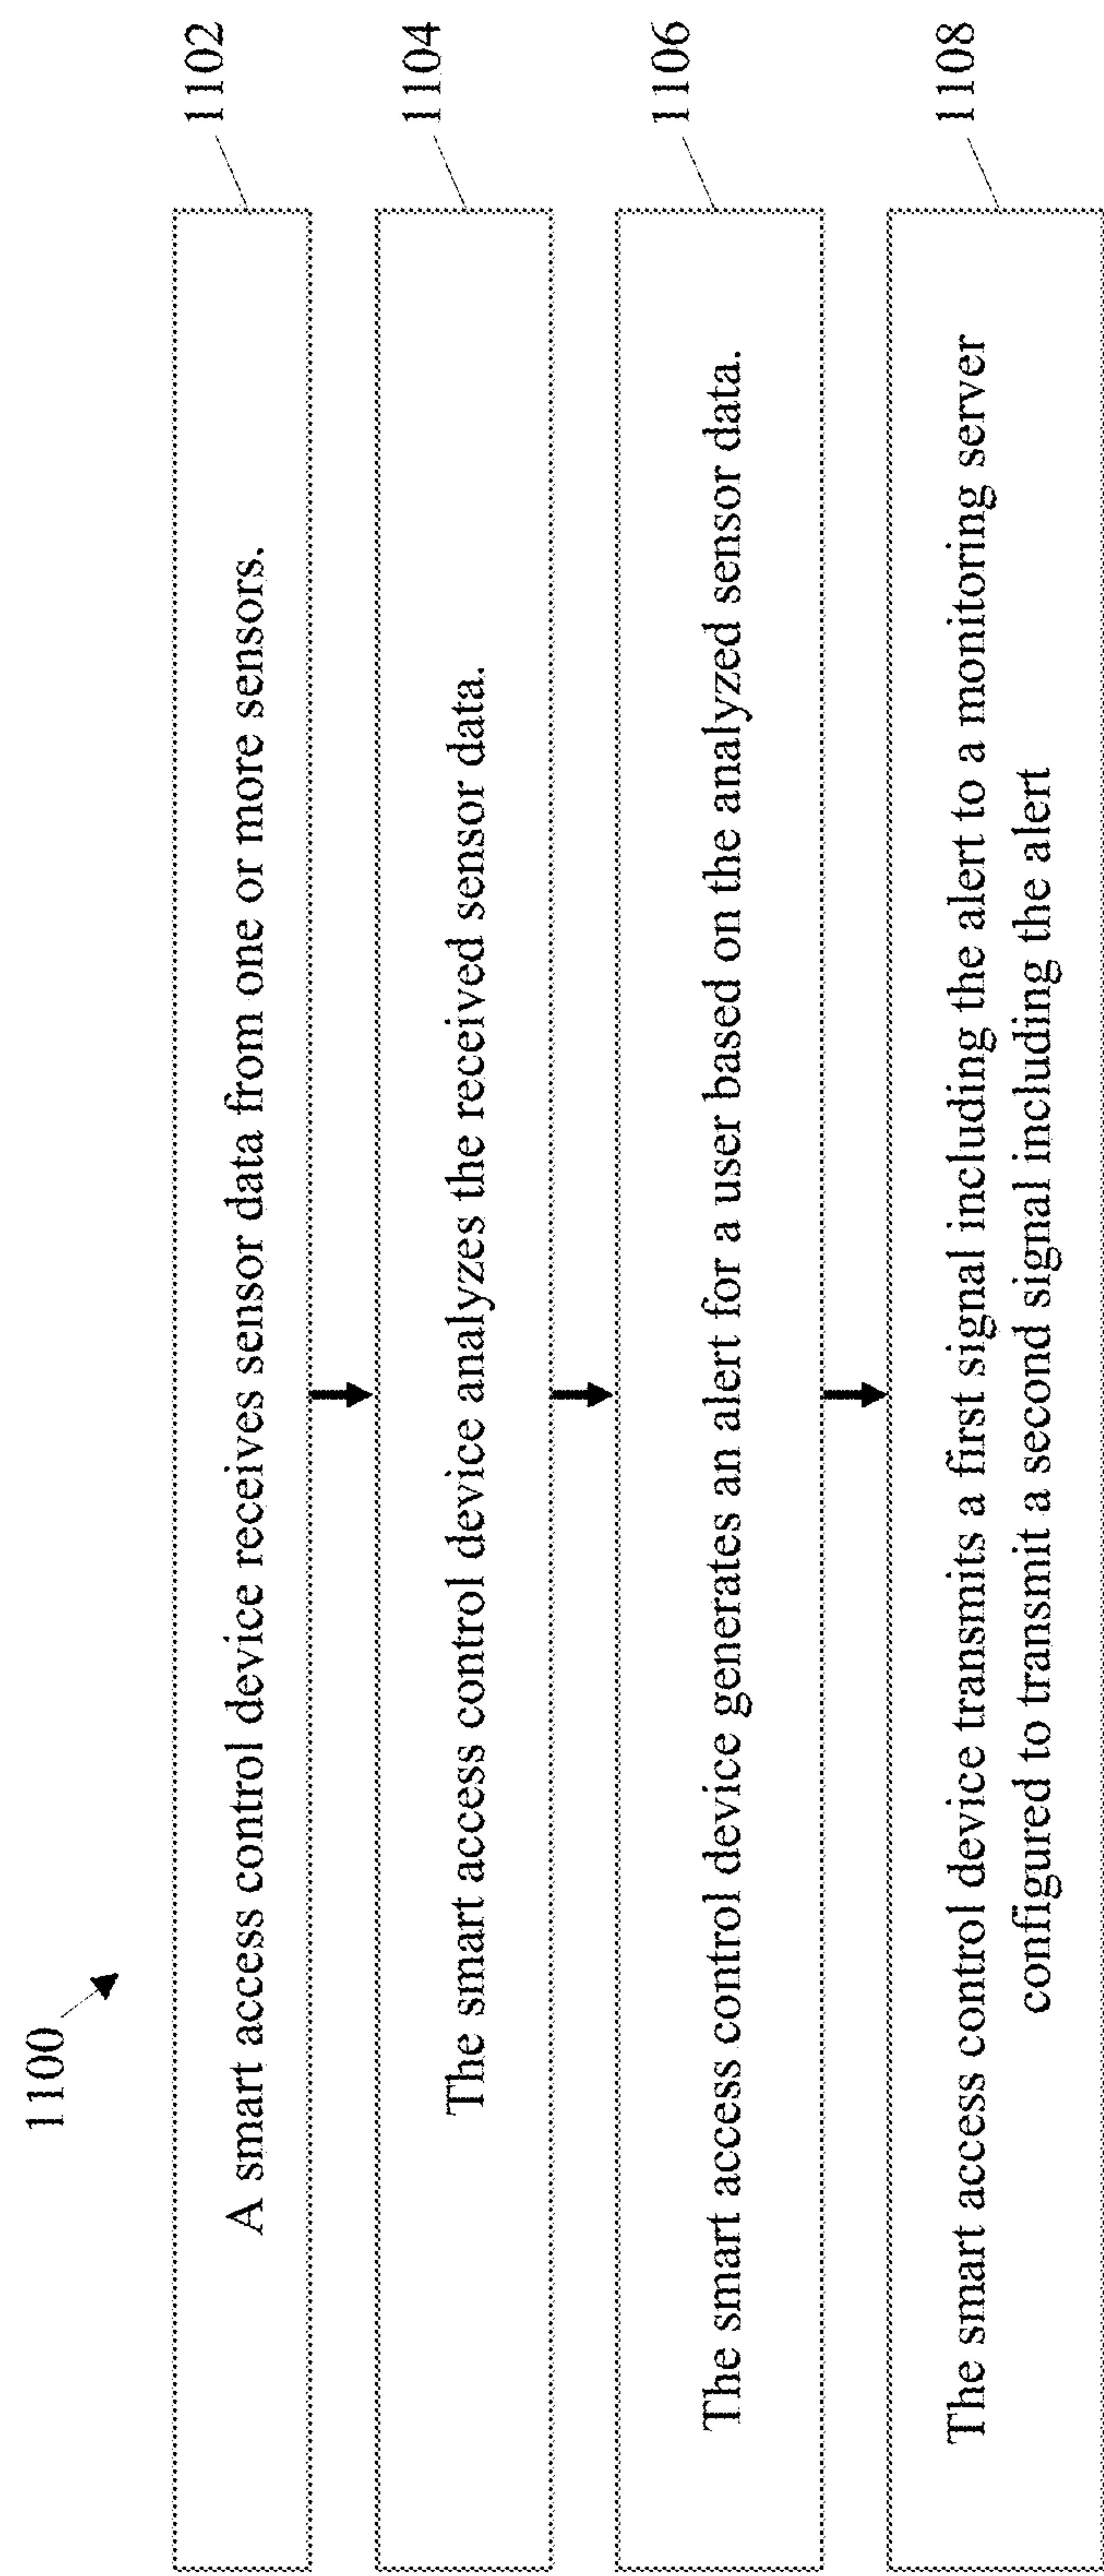 1100
A smart access control device receives sensor data from one or more sensors.
1102
The smart access control device analyzes the received sensor data.
1104
The smart access control device generates an alert for a user based on the analyzed sensor data.
1106
The smart access control device transmits a first signal including the alert to a monitoring server
configured to transmit a second signal including the alert
1108